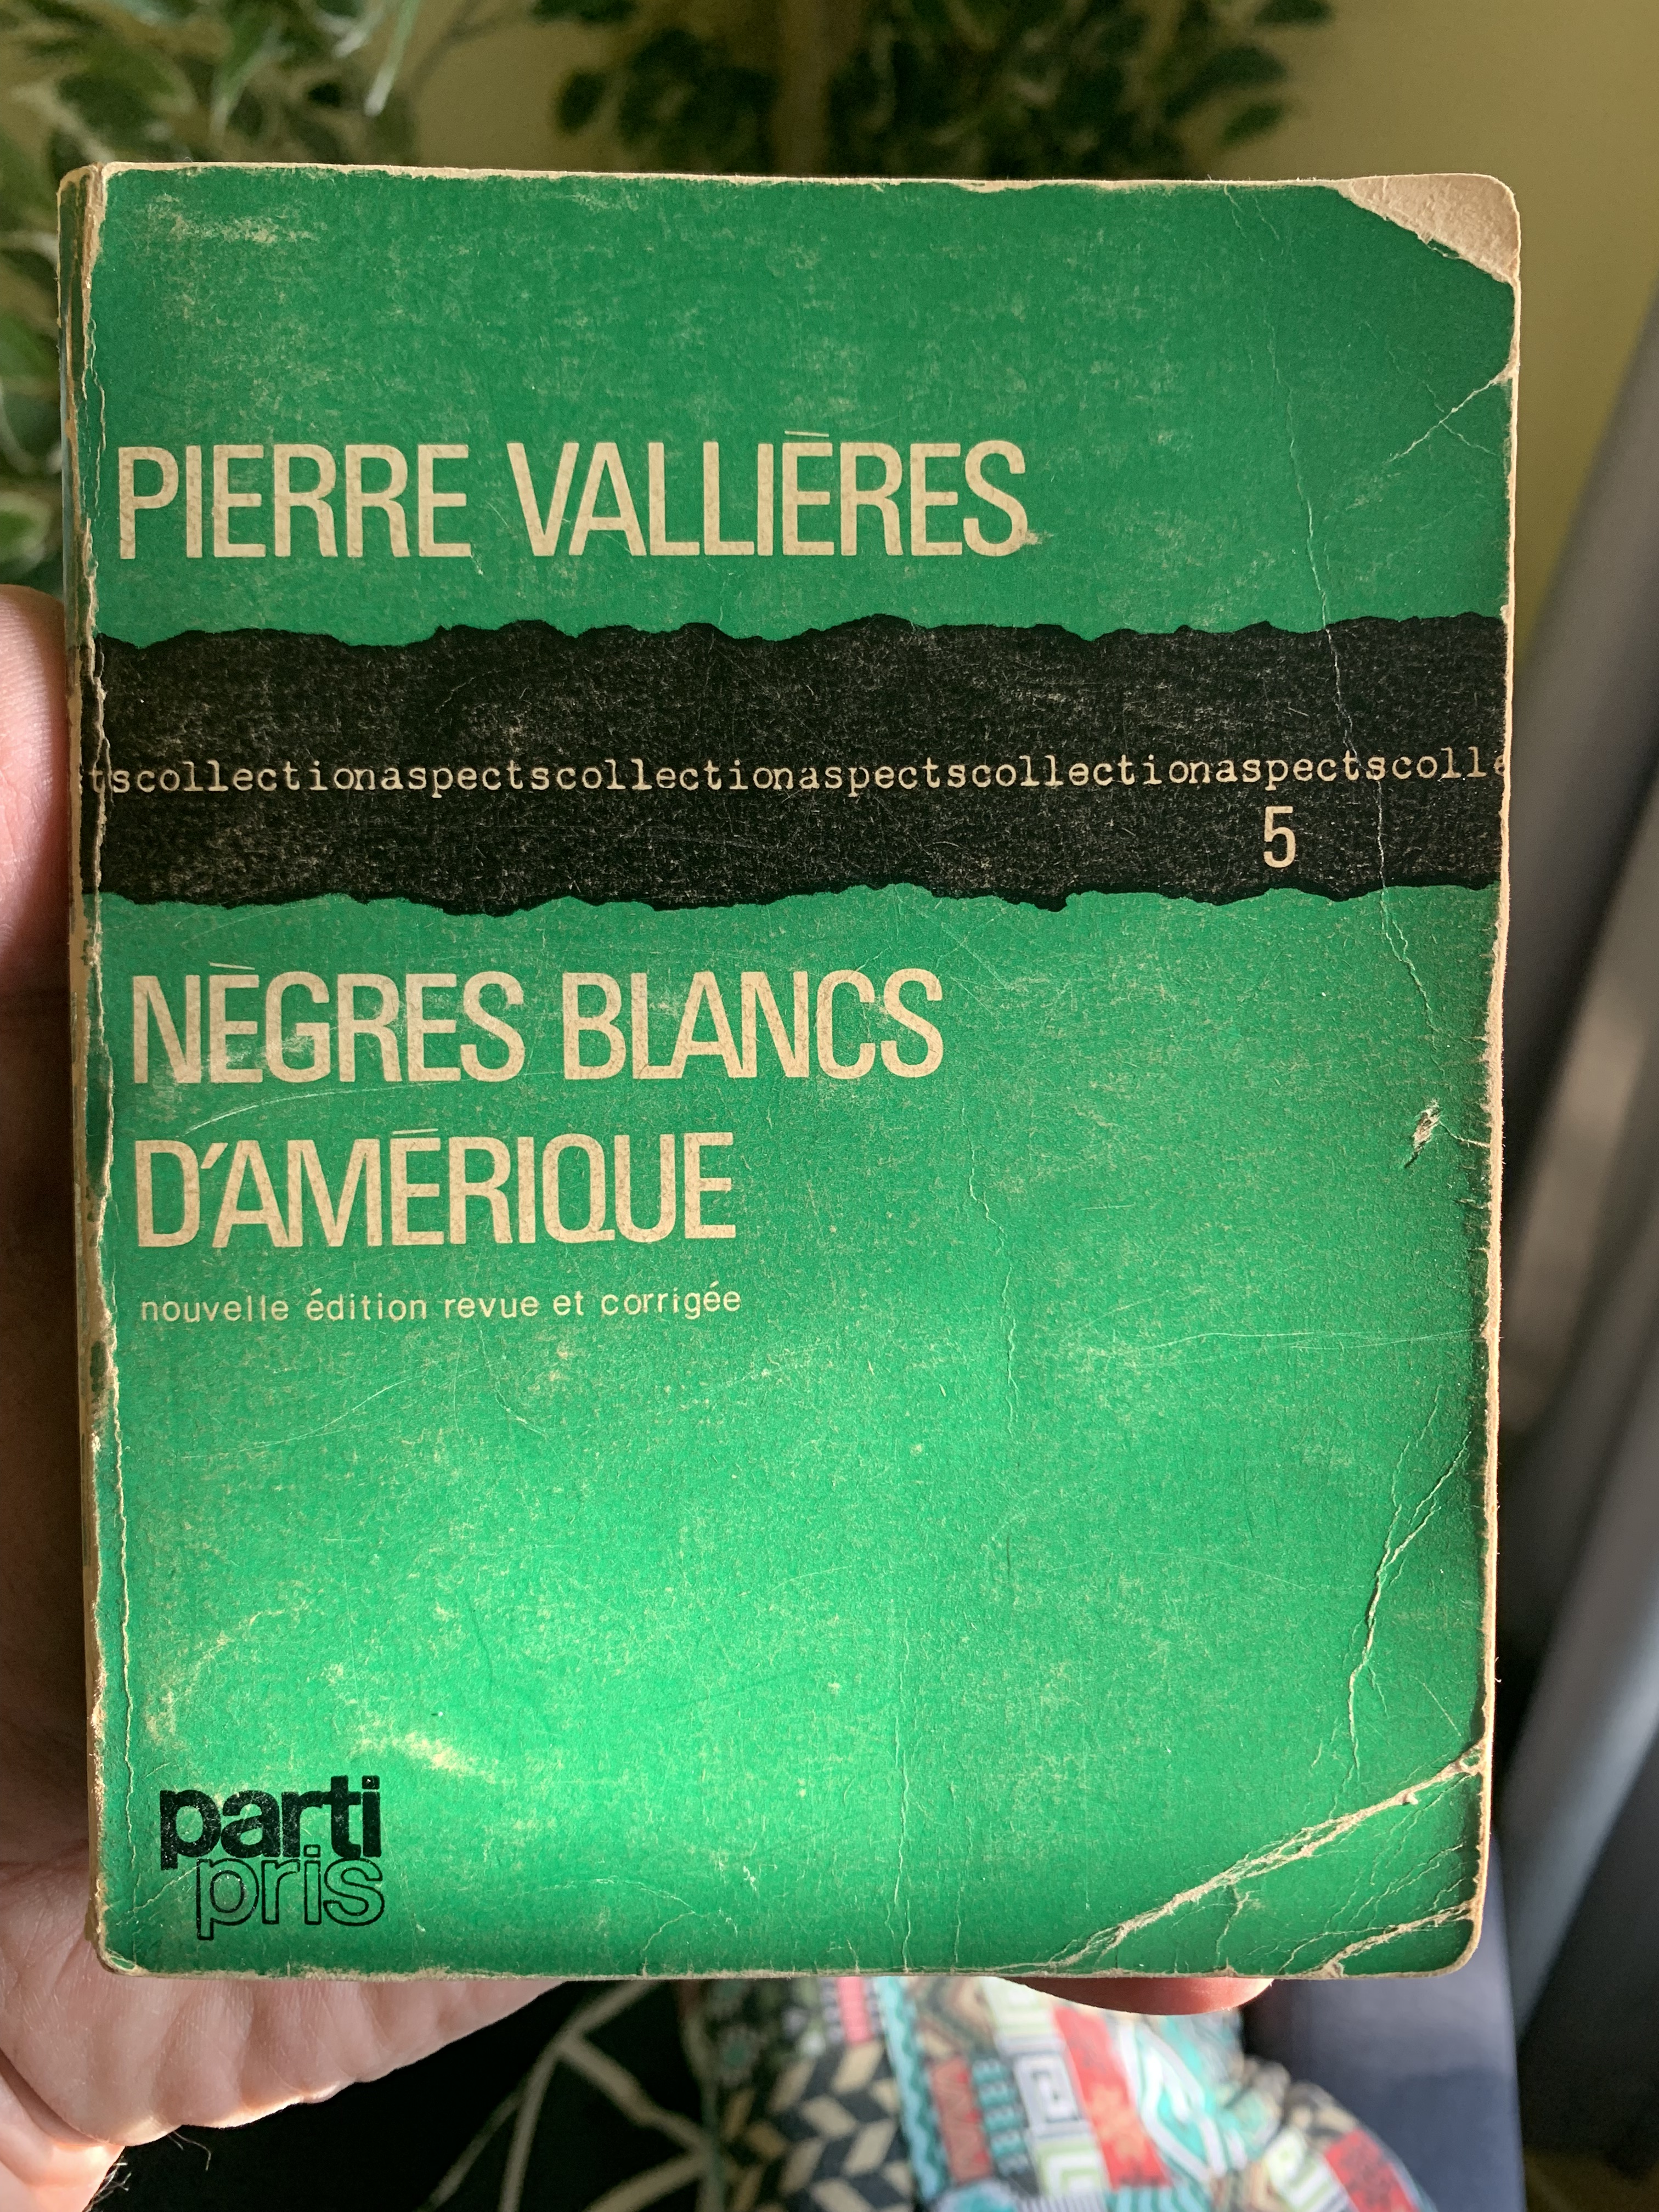 PIERRE VALLIÈRES
tscollectionaspectscollectionaspectscollectionaspectscolle
5
NÈGRES BLANCS
D'AMÉRIQUE
nouvelle édition revue et corrigée
parti
pris